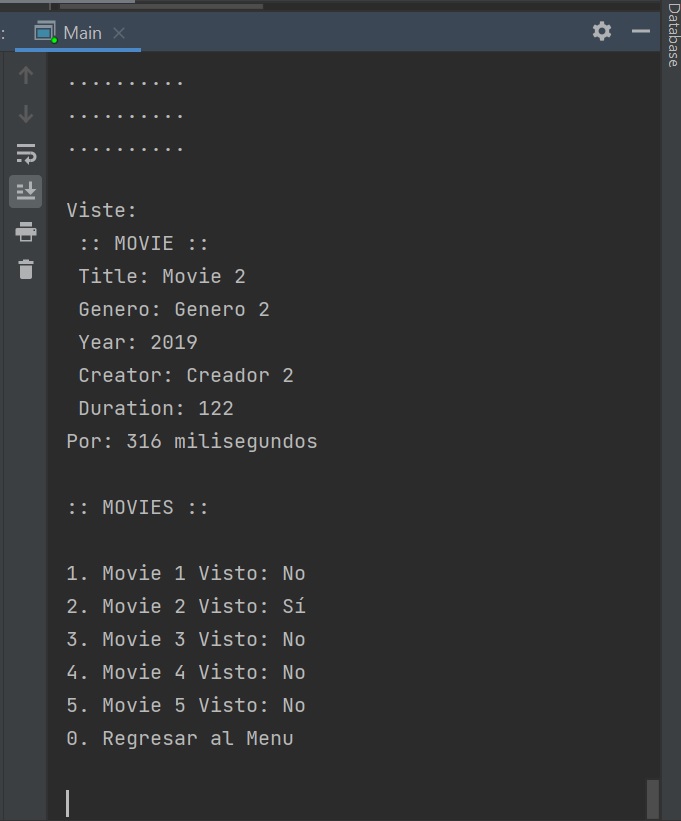 :
Main
Database
..........
..........
..........
Viste:
:: MOVIE ::
Title: Movie 2
Genero: Genero 2
Year: 2019
Creator: Creador 2
Duration: 122
Por: 316 milisegundos
:: MOVIES ::
1. Movie 1 Visto: No
2. Movie 2 Visto: Sí
3. Movie 3 Visto: No
4. Movie 4 Visto: No
5. Movie 5 Visto: No
0. Regresar al Menu